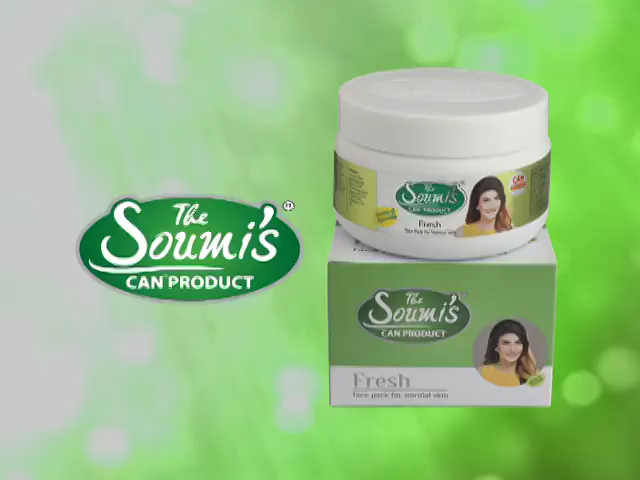 The
Soumi's
CAN PRODUCT
The
Soumi's
CAN PRODUCT
Fresh
CAN
The
Soumi's
CAN PRODUCT
Fresh
face pack for normal skin